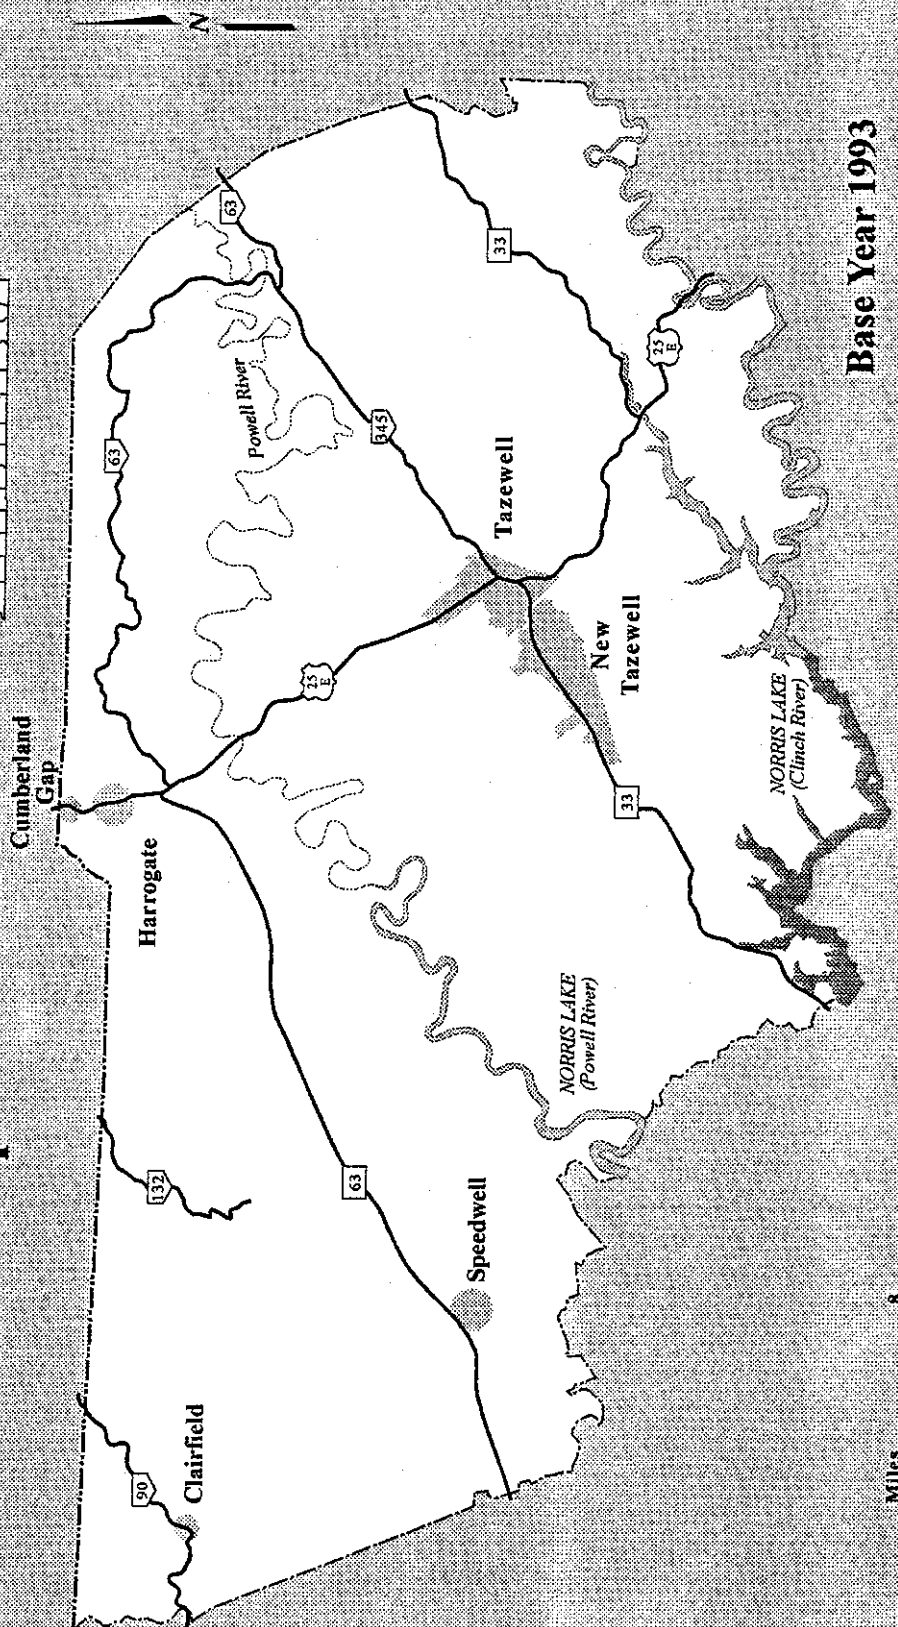 N
Cumberland
Gap
Harrogate
63
63
Powell River
345
33
25
E
Tazewell
25
E
New
Tazewell
33
NORRIS LAKE
(Clinch River)
NORRIS LAKE
(Powell River)
132
63
Speedwell
90
Clairfield
Base Year 1993
Miles
8